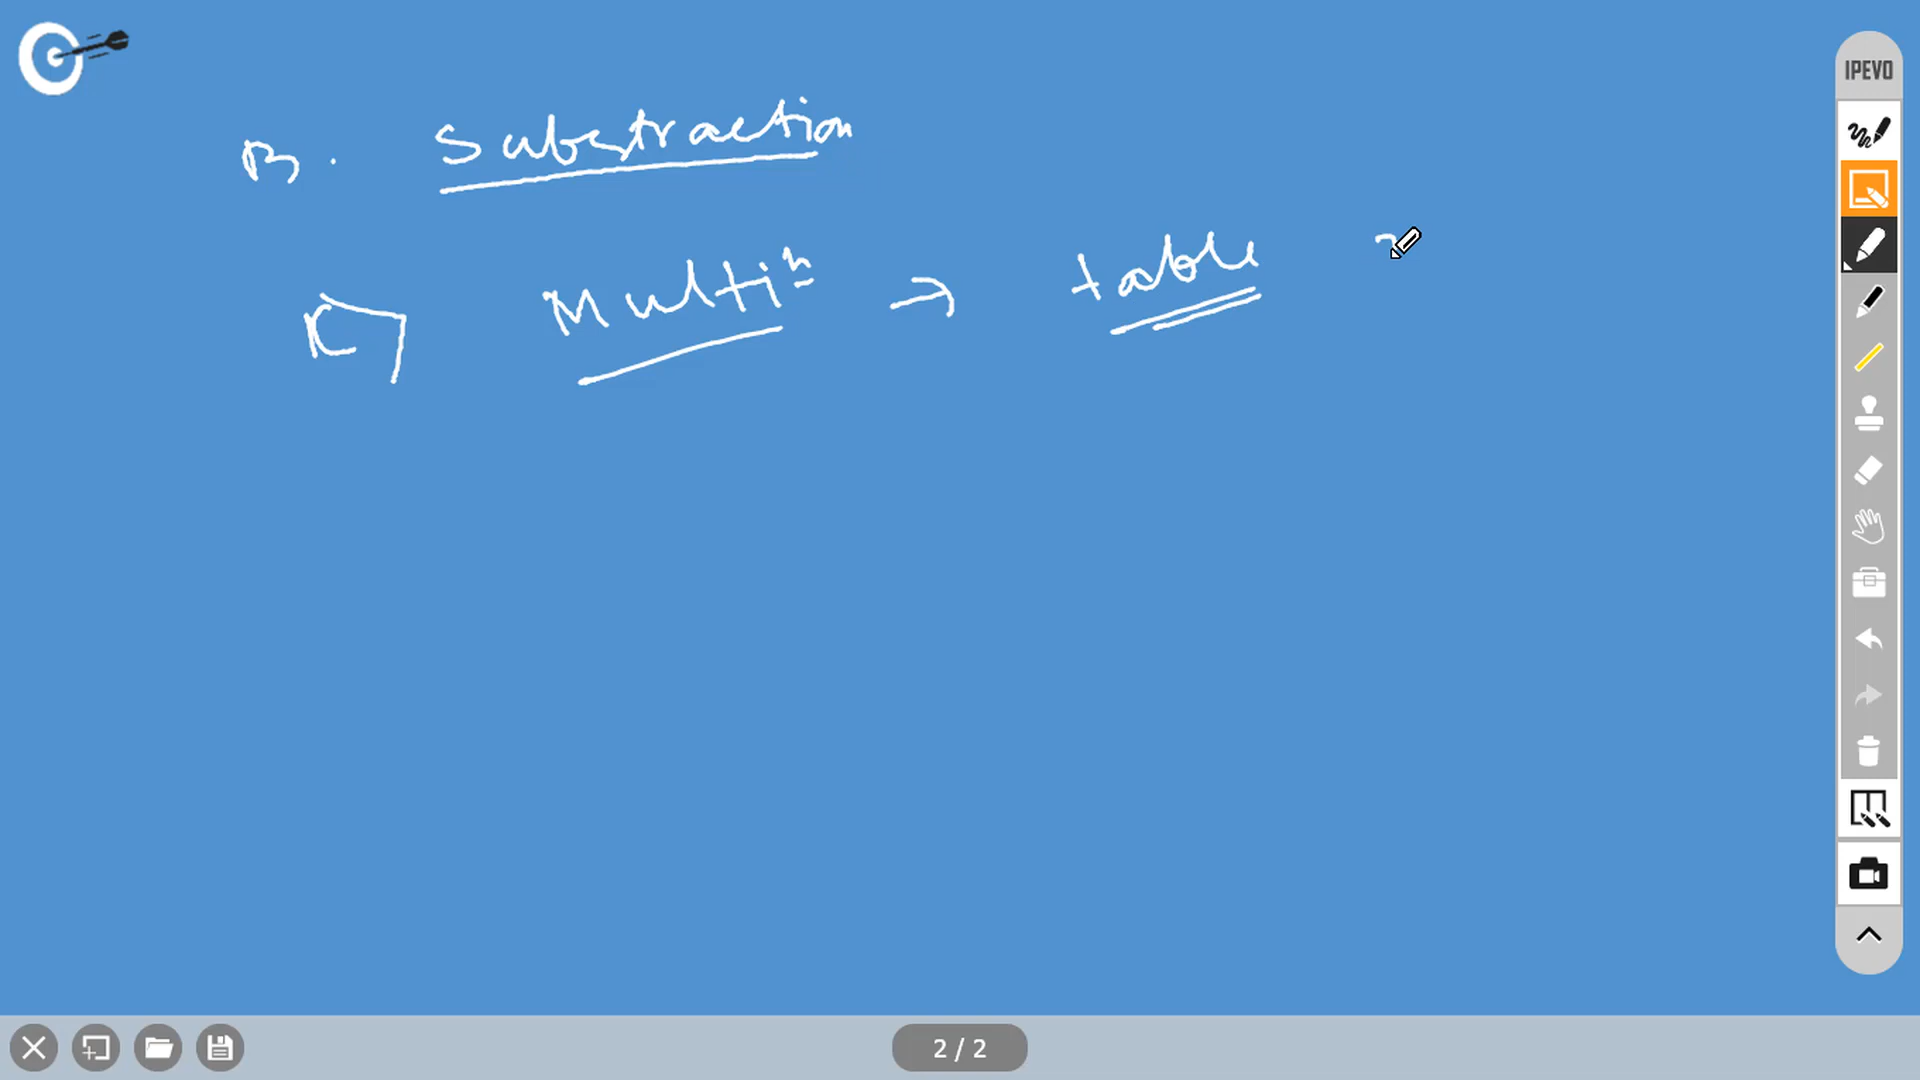 B. Substraction
C Multiⁿ → table
IPEVO
2 / 2